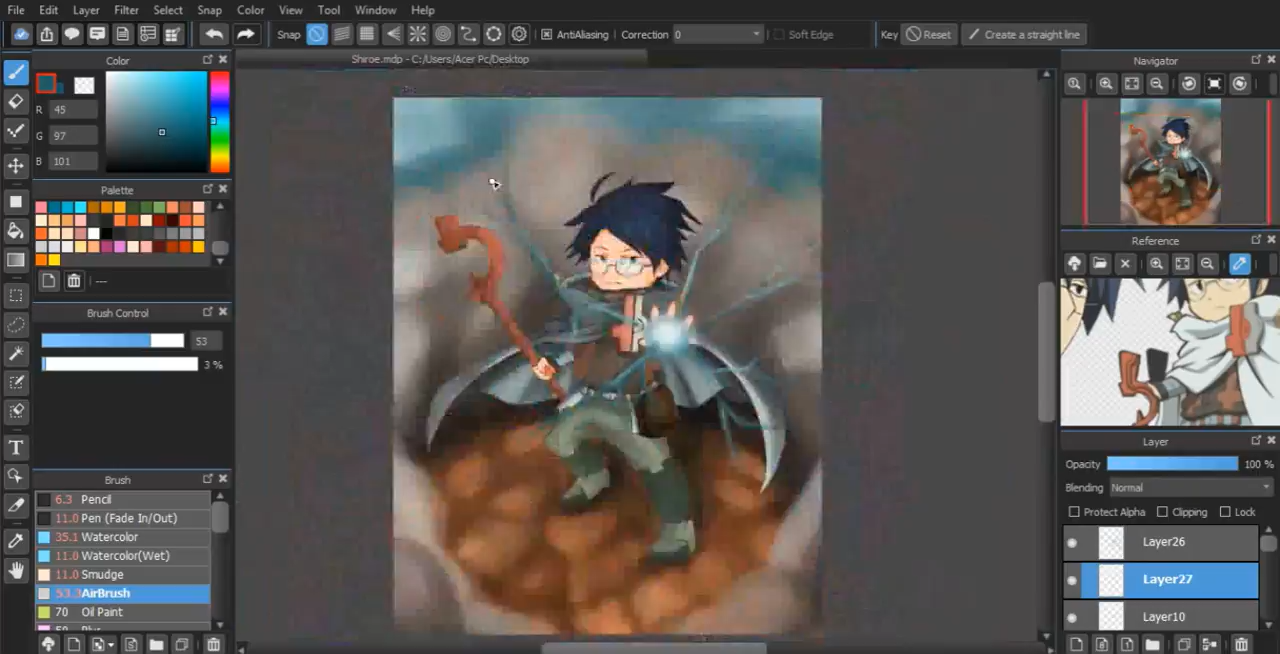 File Edit Layer Filter Select Snap Color View Tool Window Help
Snap AntiAliasing Correction 0 Soft Edge Key Reset Create a straight line
Shiroe.mdp - C:/Users/Acer Pc/Desktop
Color
R 45
G 97
B 101
Palette
---
Brush Control
53
3 %
T
Brush
6.3 Pencil
11.0 Pen (Fade In/Out)
35.1 Watercolor
11.0 Watercolor(Wet)
11.0 Smudge
53.3 AirBrush
70 Oil Paint
Navigator
Reference
Layer
Opacity 100 %
Blending Normal
Protect Alpha Clipping Lock
Layer26
Layer27
Layer10